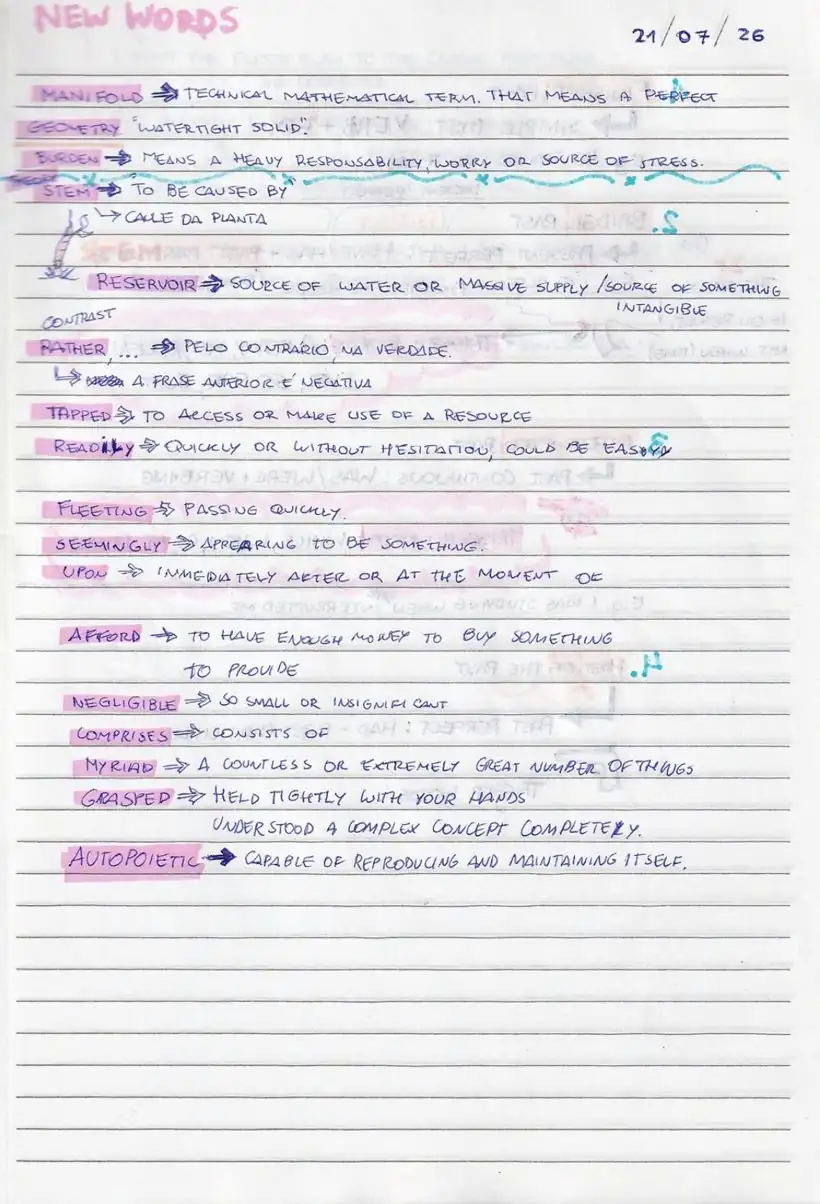 NEW WORDS
21/07/26
MANIFOLD ⇒ TECHNICAL MATHEMATICAL TERM. THAT MEANS A PERFECT
GEOMETRY "WATERTIGHT SOLID".
BURDEN ⇒ MEANS A HEAVY RESPONSABILITY, WORRY OR SOURCE OF STRESS.
STEM ⇒ TO BE CAUSED BY
↳ CAULE DA PLANTA
RESERVOIR ⇒ SOURCE OF WATER OR MASSIVE SUPPLY / SOURCE OF SOMETHING
INTANGIBLE
CONTRAST
RATHER, ... ⇒ PELO CONTRÁRIO, NA VERDADE.
↳ A FRASE ANTERIOR É NEGATIVA
TAPPED ⇒ TO ACCESS OR MAKE USE OF A RESOURCE
READILY ⇒ QUICKLY OR WITHOUT HESITATION, COULD BE EASILY
FLEETING ⇒ PASSING QUICKLY.
SEEMINGLY ⇒ APPEARING TO BE SOMETHING.
UPON ⇒ INMEDIATELY AFTER OR AT THE MOMENT OF
AFFORD → TO HAVE ENOUGH MONEY TO BUY SOMETHING
TO PROVIDE
NEGLIGIBLE ⇒ SO SMALL OR INSIGNIFICANT
COMPRISES ⇒ CONSISTS OF
MYRIAD ⇒ A COUNTLESS OR EXTREMELY GREAT NUMBER OF THINGS
GRASPED ⇒ HELD TIGHTLY WITH YOUR HANDS
UNDERSTOOD A COMPLEX CONCEPT COMPLETELY.
AUTOPOIETIC → CAPABLE OF REPRODUCING AND MAINTAINING ITSELF.